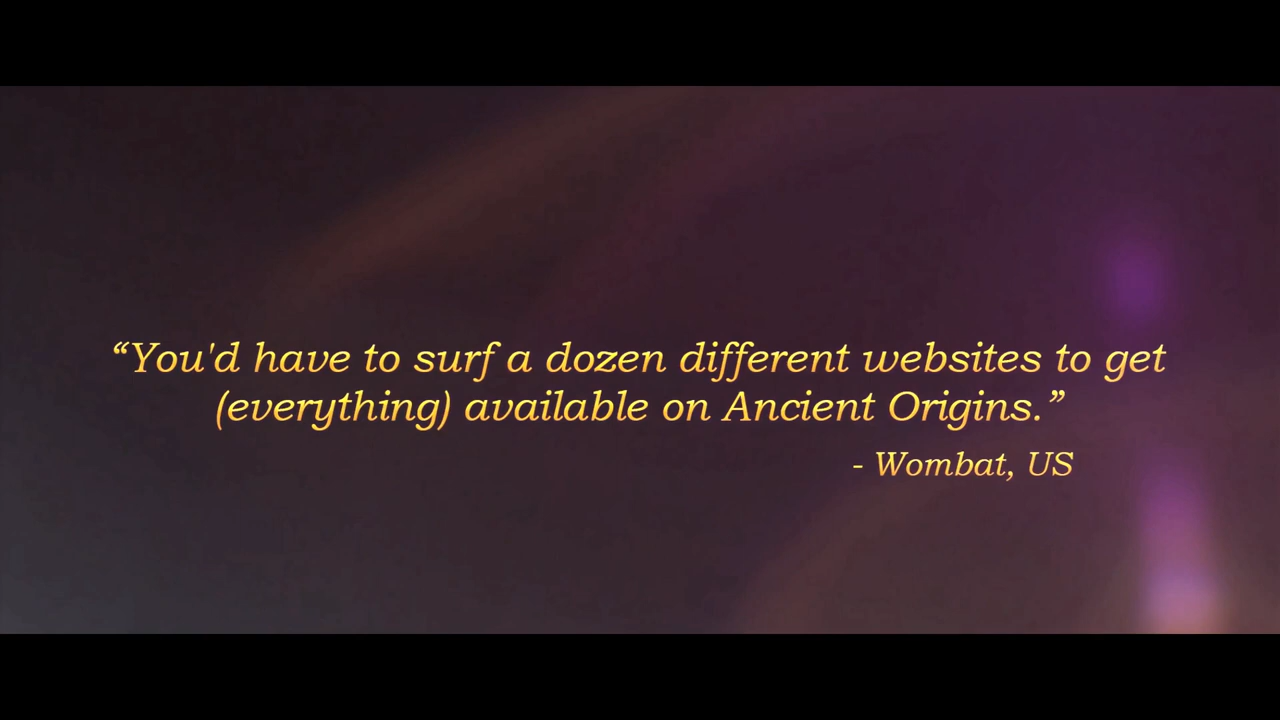 “You'd have to surf a dozen different websites to get
(everything) available on Ancient Origins.”
- Wombat, US